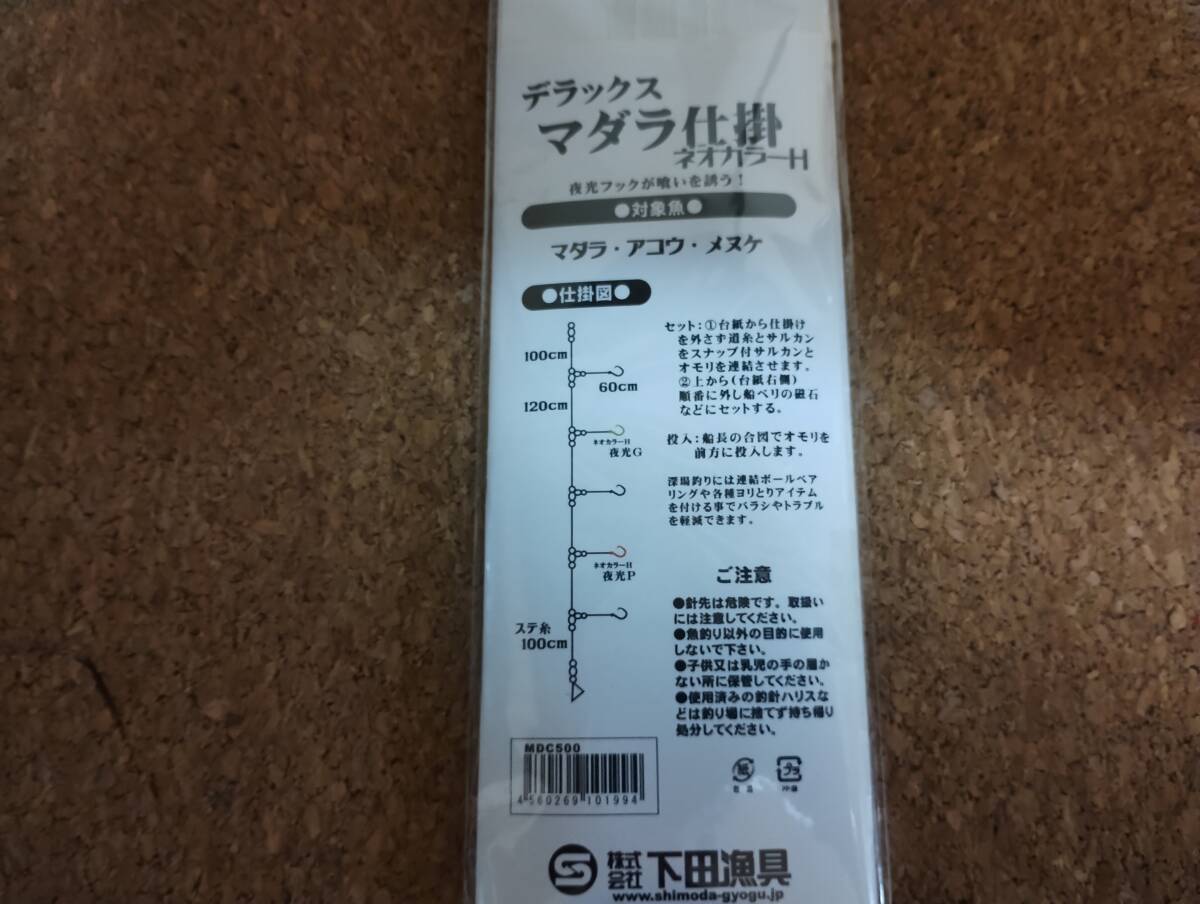 デラックス
マダラ仕掛
ネオカラーH
夜光フックが喰いを誘う!
●対象魚●
マダラ・アコウ・メヌケ
●仕掛図●
100cm
60cm
120cm
ネオカラーH
夜光G
ネオカラーH
夜光P
ステ糸
100cm
セット:①台紙から仕掛け
を外さず道糸とサルカン
をスナップ付サルカンと
オモリを連結させます。
②上から(台紙右側)
順番に外し船ベリの磁石
などにセットする。
投入:船長の合図でオモリを
前方に投入します。
深場釣りには連結ボールベア
リングや各種ヨリとりアイテム
を付ける事でバラシやトラブル
を軽減できます。
ご注意
●針先は危険です。取扱い
には注意してください。
●魚釣り以外の目的に使用
しないで下さい。
●子供又は乳児の手の届か
ない所に保管してください。
●使用済みの釣針ハリスな
どは釣り場に捨てず持ち帰り
処分してください。
MDC500
4 560269 101994
紙
プラ
株式
会社
下田漁具
www.shimoda-gyogu.jp